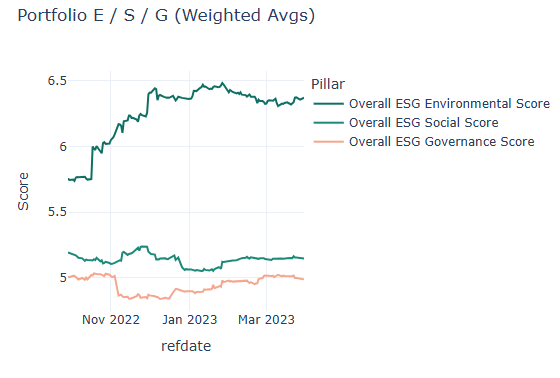 Portfolio E / S / G (Weighted Avgs)
Pillar
Overall ESG Environmental Score
Overall ESG Social Score
Overall ESG Governance Score
6.5
6
5.5
5
Score
Nov 2022
Jan 2023
Mar 2023
refdate